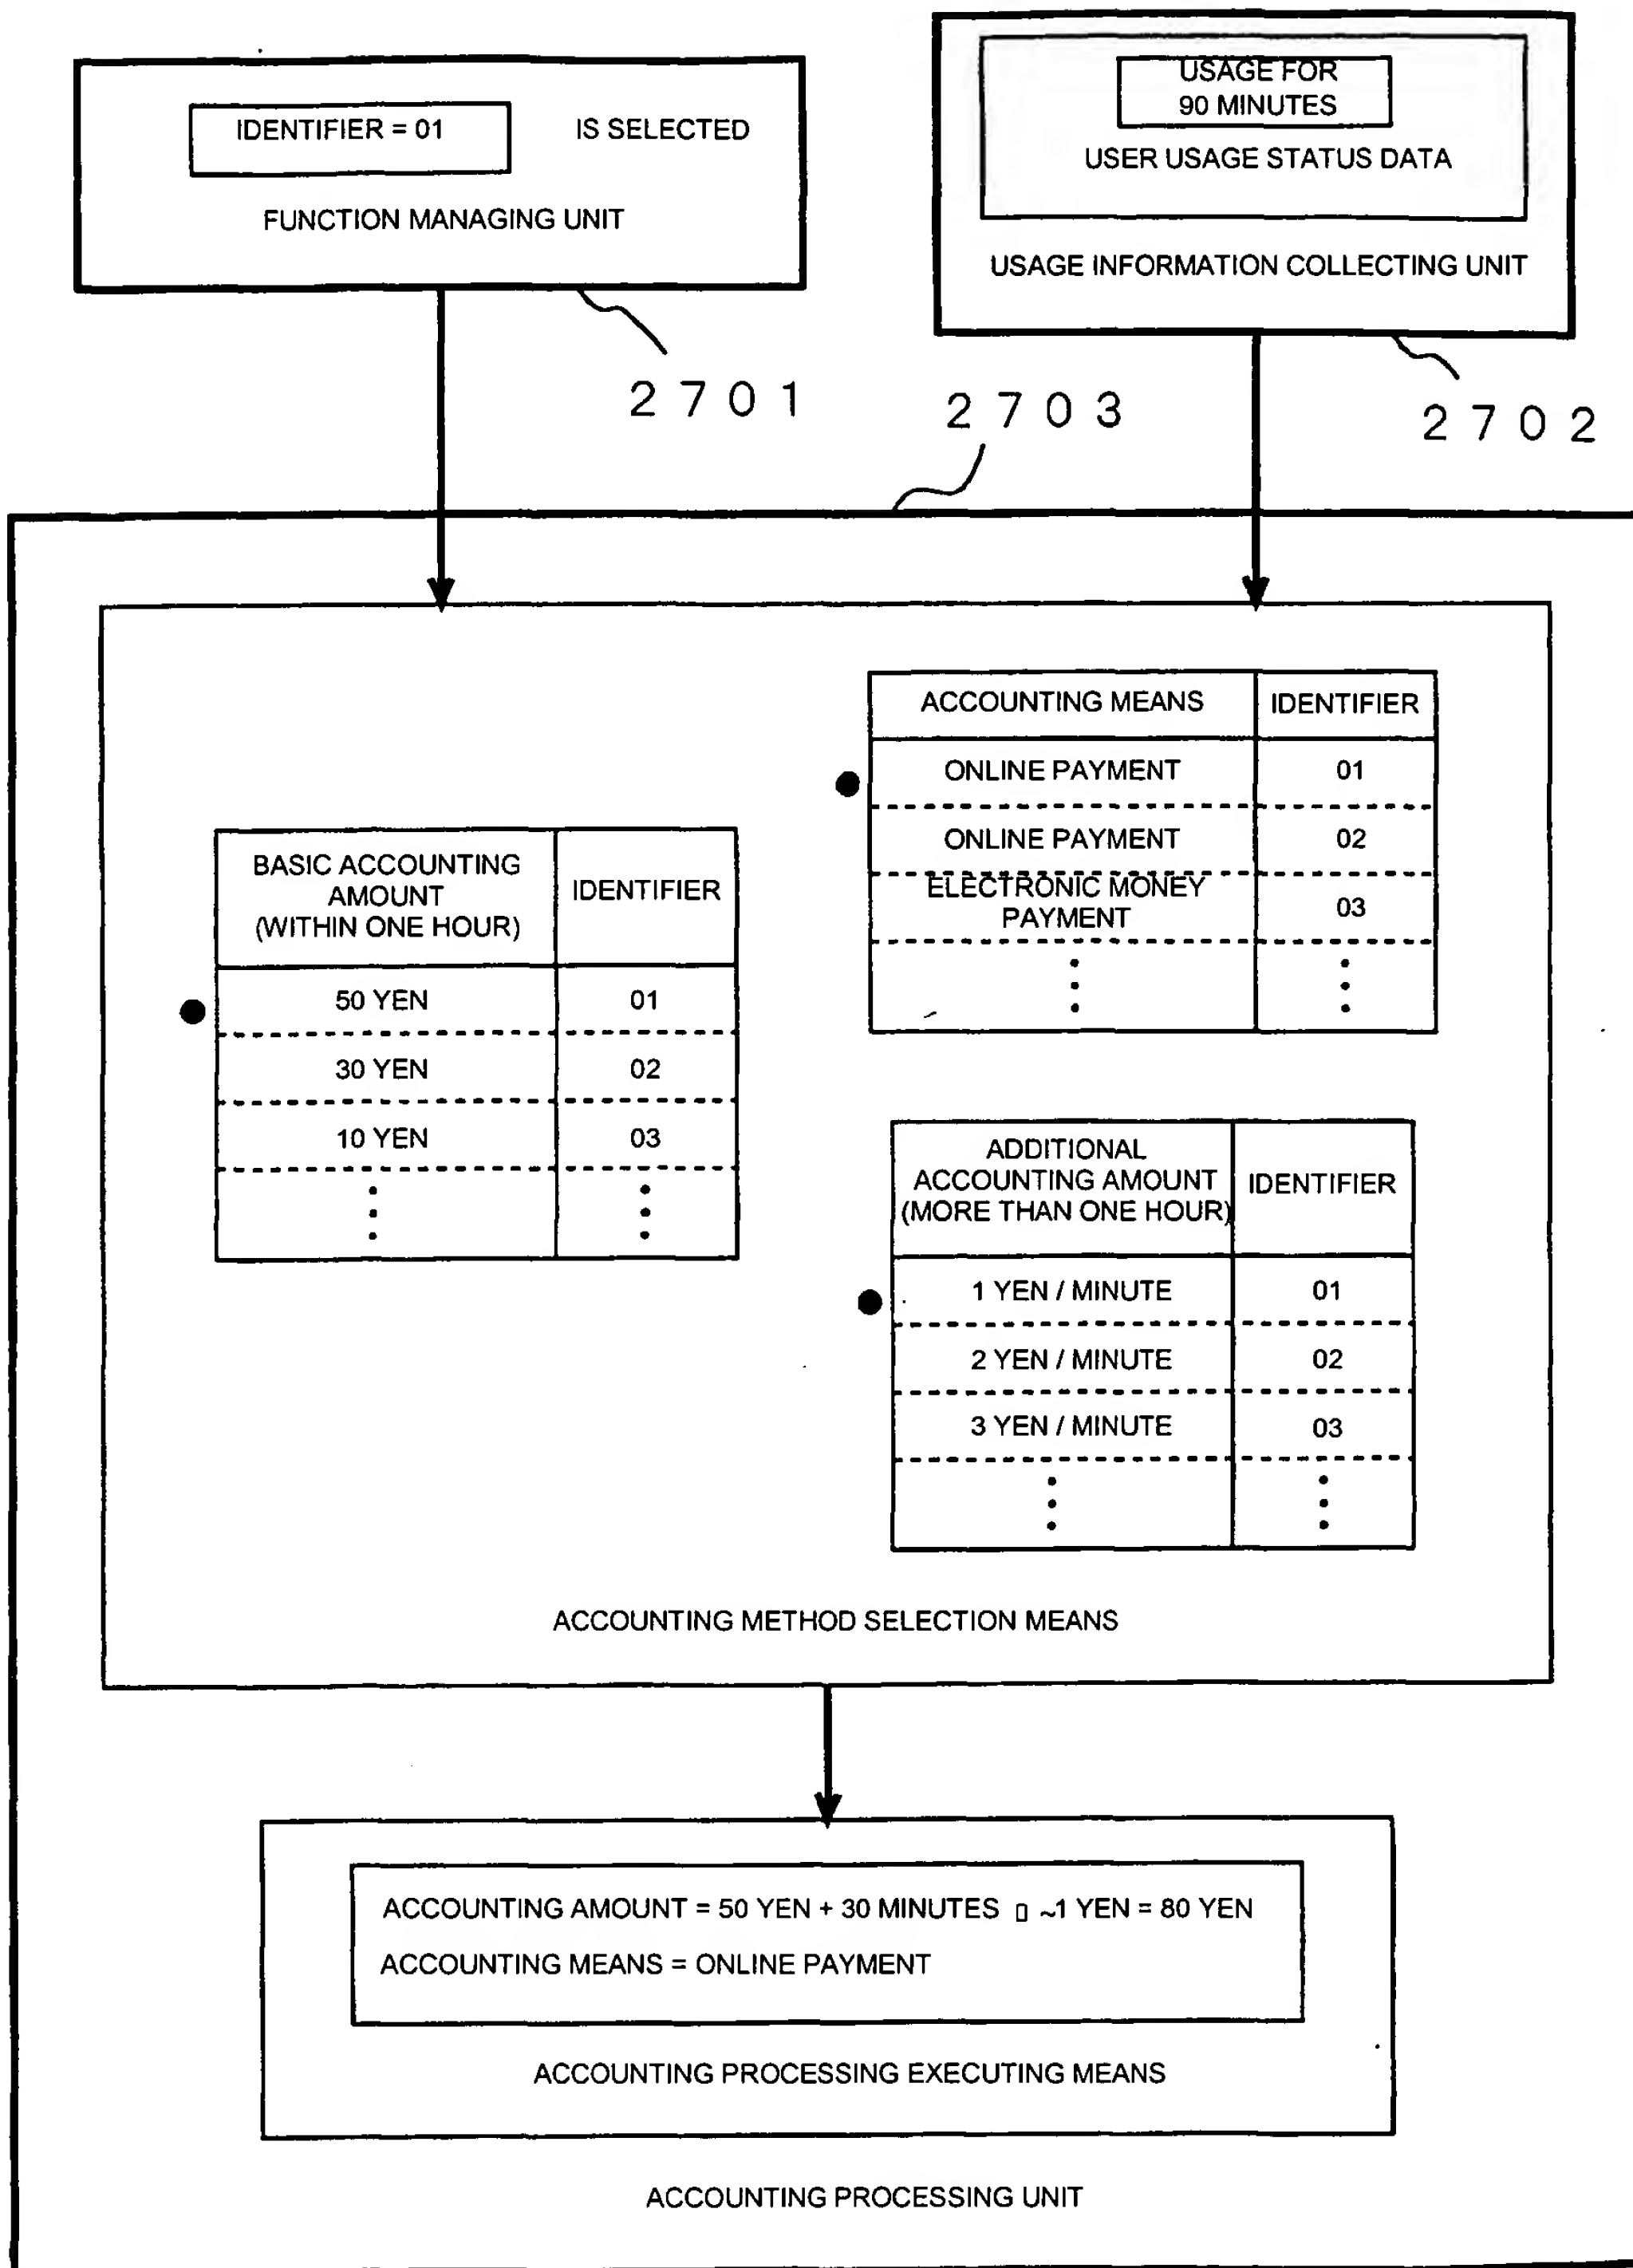 IDENTIFIER = 01 IS SELECTED
FUNCTION MANAGING UNIT
USAGE FOR
90 MINUTES
USER USAGE STATUS DATA
USAGE INFORMATION COLLECTING UNIT
2701
2703
2702
ACCOUNTING MEANS IDENTIFIER
ONLINE PAYMENT 01
ONLINE PAYMENT 02
ELECTRONIC MONEY
PAYMENT 03
BASIC ACCOUNTING
AMOUNT
(WITHIN ONE HOUR)
IDENTIFIER
50 YEN 01
30 YEN 02
10 YEN 03
ADDITIONAL
ACCOUNTING AMOUNT
(MORE THAN ONE HOUR)
IDENTIFIER
1 YEN / MINUTE 01
2 YEN / MINUTE 02
3 YEN / MINUTE 03
ACCOUNTING METHOD SELECTION MEANS
ACCOUNTING AMOUNT = 50 YEN + 30 MINUTES ▯ ~1 YEN = 80 YEN
ACCOUNTING MEANS = ONLINE PAYMENT
ACCOUNTING PROCESSING EXECUTING MEANS
ACCOUNTING PROCESSING UNIT